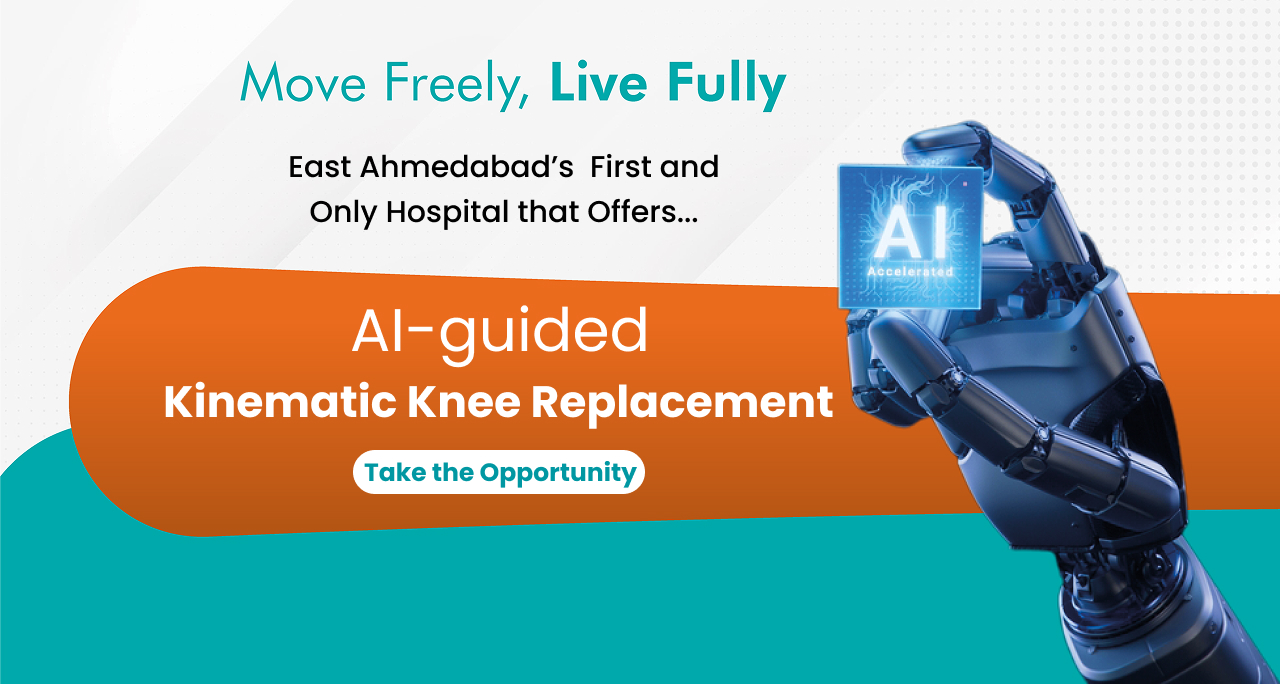 Move Freely, Live Fully
East Ahmedabad’s First and
Only Hospital that Offers...
AI
Accelerated
AI-guided
Kinematic Knee Replacement
Take the Opportunity